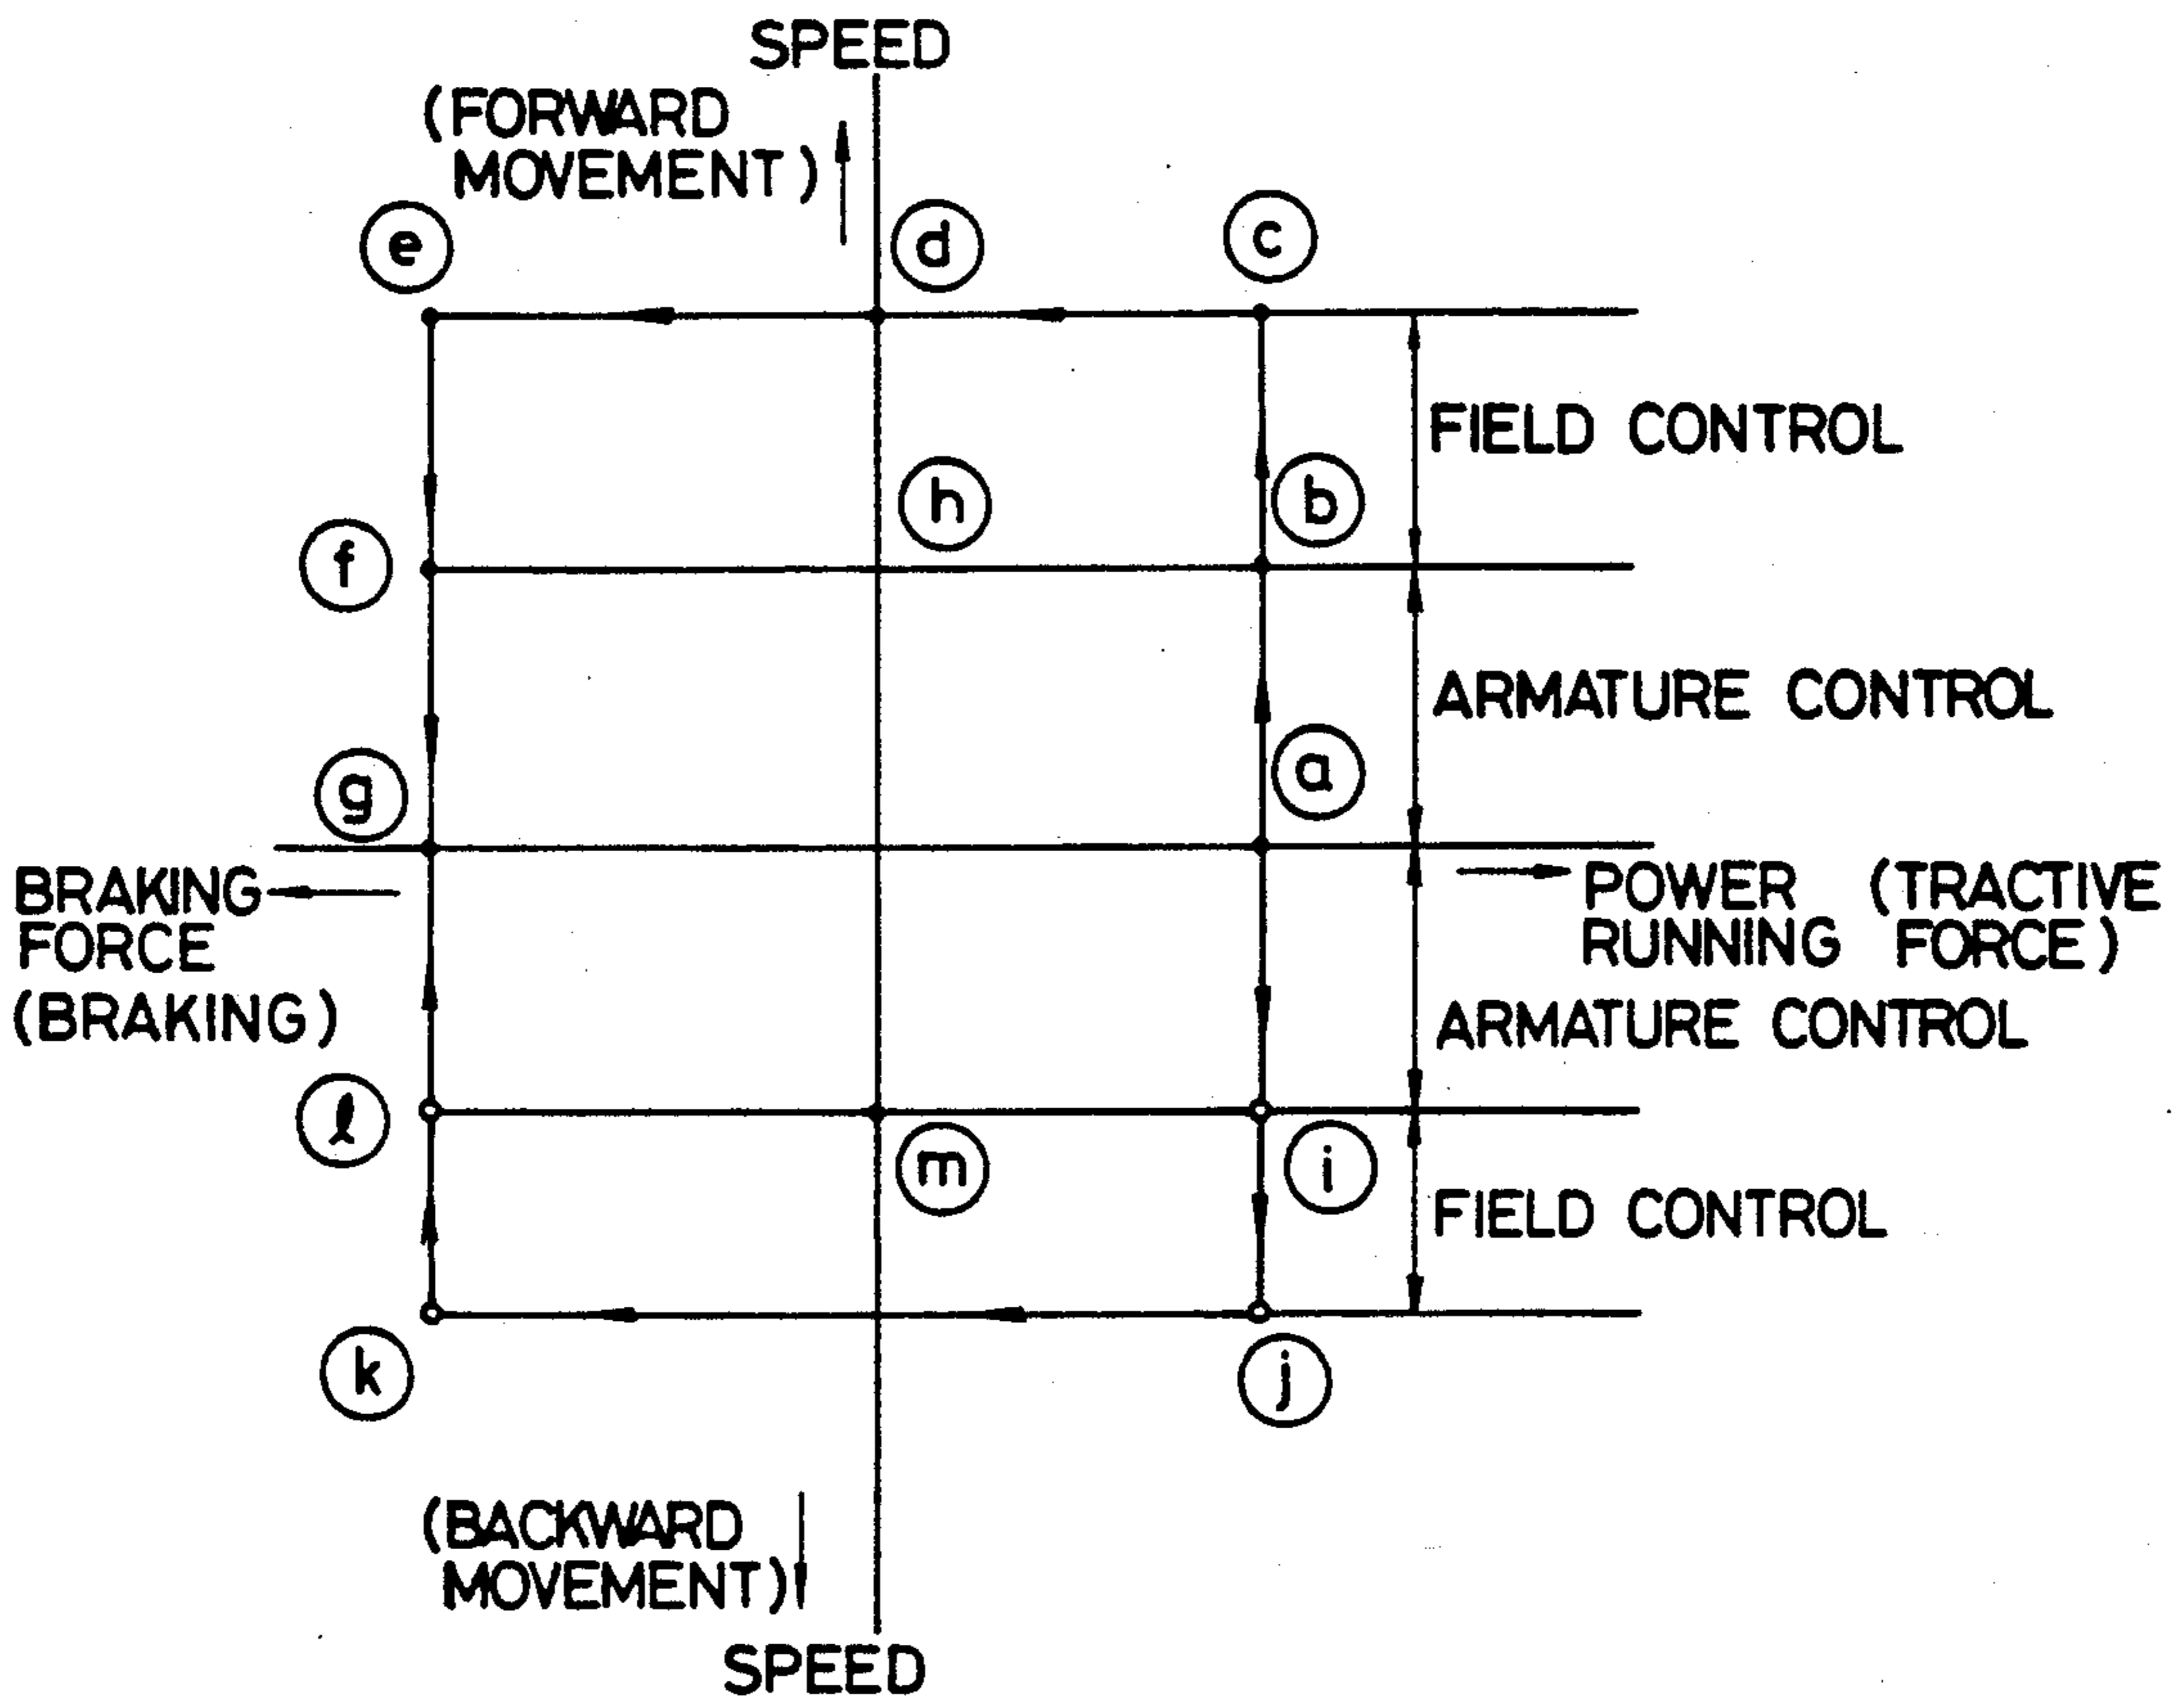 SPEED
(FORWARD
MOVEMENT)
e
d
c
FIELD CONTROL
h
b
f
ARMATURE CONTROL
a
g
BRAKING
FORCE
(BRAKING)
POWER (TRACTIVE
RUNNING FORCE)
ARMATURE CONTROL
l
m
i
FIELD CONTROL
k
j
(BACKWARD
MOVEMENT)
SPEED